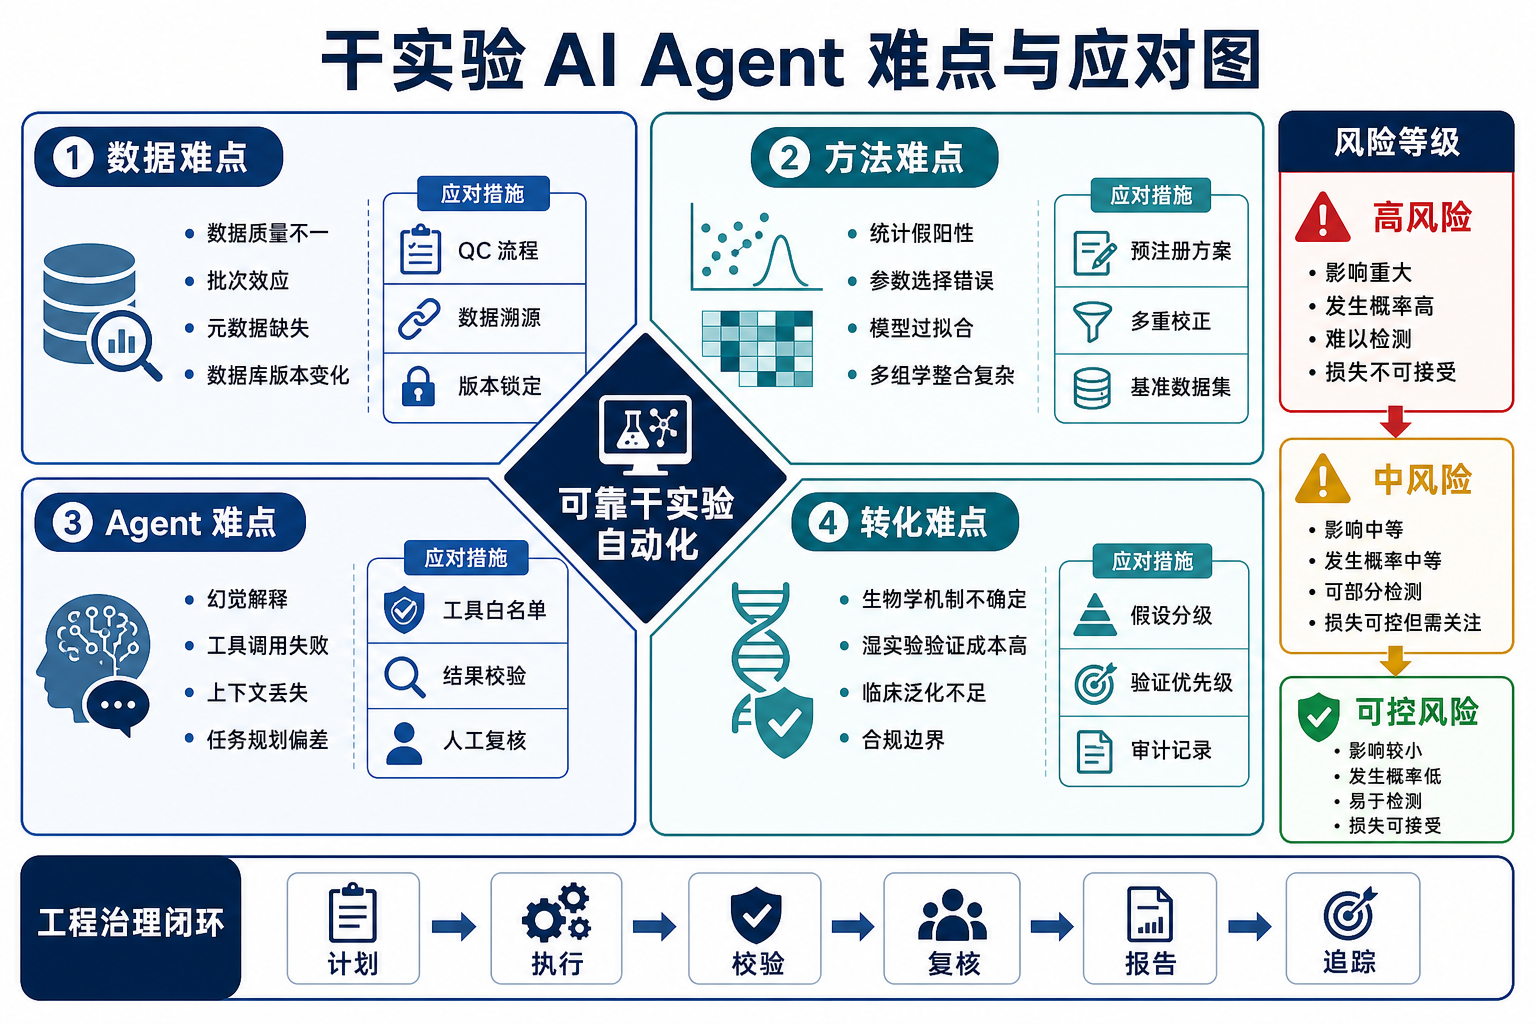 干实验 AI Agent 难点与应对图
1 数据难点
数据质量不一
批次效应
元数据缺失
数据库版本变化
应对措施
QC 流程
数据溯源
版本锁定
2 方法难点
统计假阳性
参数选择错误
模型过拟合
多组学整合复杂
应对措施
预注册方案
多重校正
基准数据集
可靠干实验
自动化
3 Agent 难点
幻觉解释
工具调用失败
上下文丢失
任务规划偏差
应对措施
工具白名单
结果校验
人工复核
4 转化难点
生物学机制不确定
湿实验验证成本高
临床泛化不足
合规边界
应对措施
假设分级
验证优先级
审计记录
风险等级
高风险
• 影响重大
• 发生概率高
• 难以检测
• 损失不可接受
中风险
• 影响中等
• 发生概率中等
• 可部分检测
• 损失可控但需关注
可控风险
• 影响较小
• 发生概率低
• 易于检测
• 损失可接受
工程治理闭环
计划
执行
校验
复核
报告
追踪